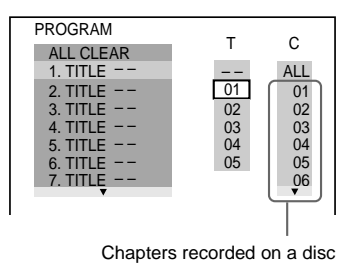 PROGRAM
T C
ALL CLEAR
1. TITLE – – – – ALL
2. TITLE – – 01 01
3. TITLE – – 02 02
4. TITLE – – 03 03
5. TITLE – – 04 04
6. TITLE – – 05 05
7. TITLE – – 06
Chapters recorded on a disc